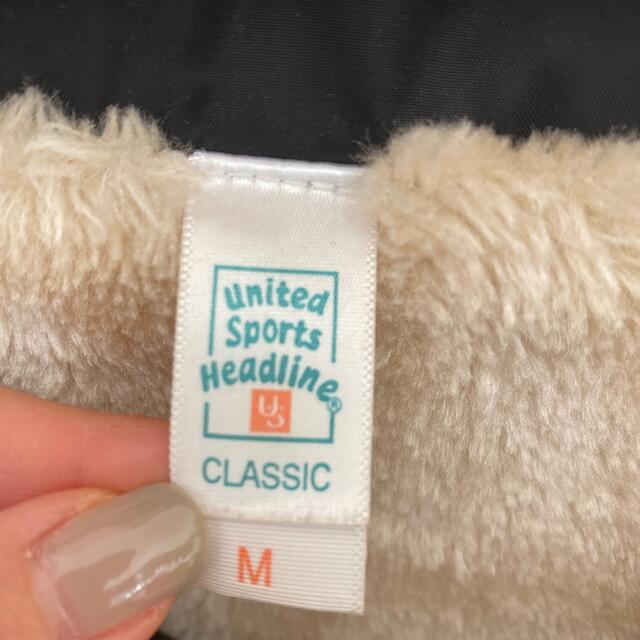 United
Sports
Headline®
US
CLASSIC
M